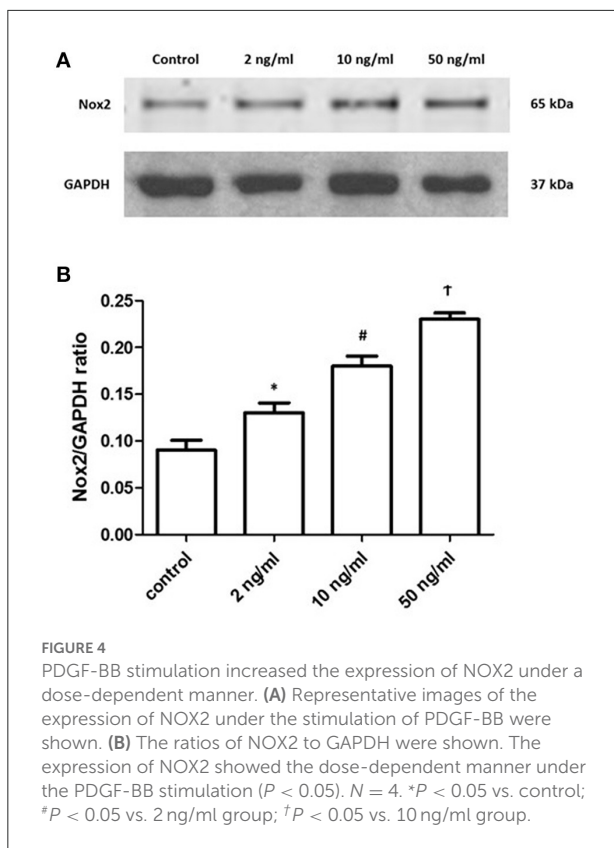 A
Control 2 ng/ml 10 ng/ml 50 ng/ml
Nox2 65 kDa
GAPDH 37 kDa
B
Nox2/GAPDH ratio
0.25
0.20
0.15
0.10
0.05
0.00
*
#
†
control 2 ng/ml 10 ng/ml 50 ng/ml
FIGURE 4
PDGF-BB stimulation increased the expression of NOX2 under a
dose-dependent manner. (A) Representative images of the
expression of NOX2 under the stimulation of PDGF-BB were
shown. (B) The ratios of NOX2 to GAPDH were shown. The
expression of NOX2 showed the dose-dependent manner under
the PDGF-BB stimulation (P < 0.05). N = 4. *P < 0.05 vs. control;
#P < 0.05 vs. 2 ng/ml group; †P < 0.05 vs. 10 ng/ml group.